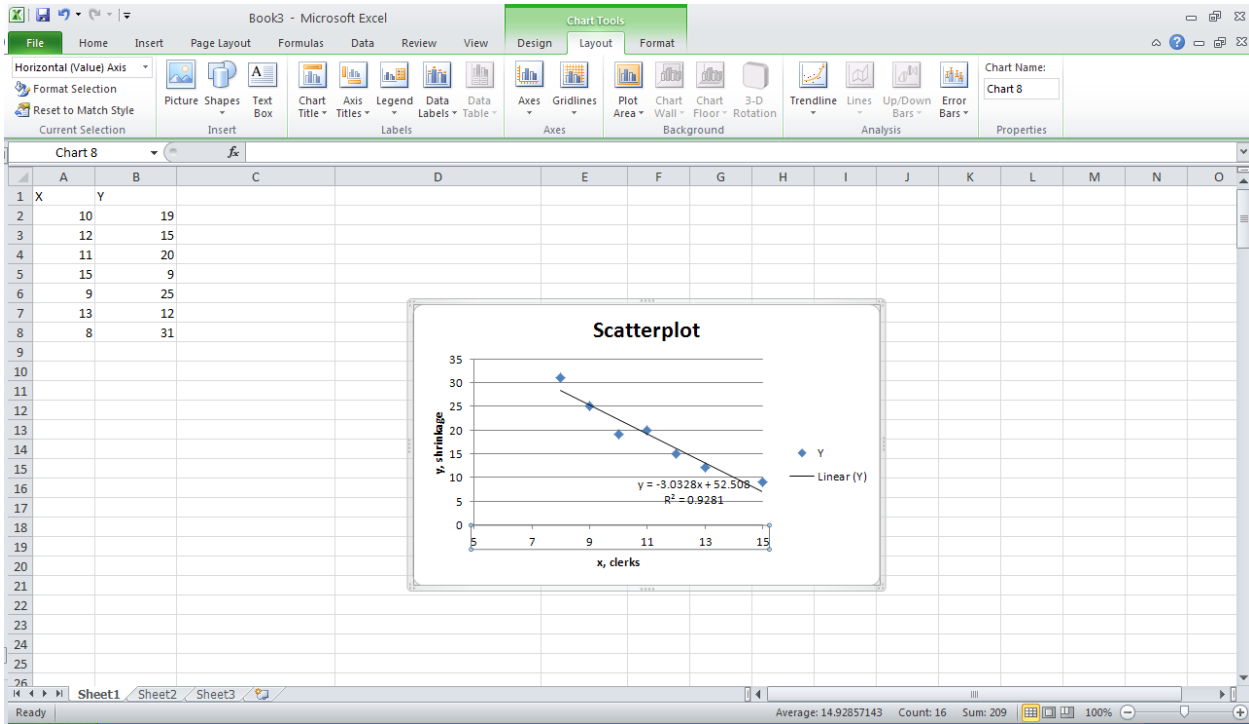 Book3 - Microsoft Excel
Chart Tools
File Home Insert Page Layout Formulas Data Review View Design Layout Format
Horizontal (Value) Axis
Format Selection
Reset to Match Style
Current Selection
Picture Shapes Text Box
Insert
Chart Title Axis Titles Legend Data Labels Data Table
Labels
Axes Gridlines
Axes
Plot Area Chart Wall Chart Floor 3-D Rotation
Background
Trendline Lines Up/Down Bars Error Bars
Analysis
Chart Name:
Chart 8
Properties
Chart 8 fx
A B C D E F G H I J K L M N O
1 X Y
2 10 19
3 12 15
4 11 20
5 15 9
6 9 25
7 13 12
8 8 31
9
10
11
12
13
14
15
16
17
18
19
20
21
22
23
24
25
26
Scatterplot
y, shrinkage
35
30
25
20
15
10
5
0
y = -3.0328x + 52.508
R² = 0.9281
Y
Linear (Y)
5 7 9 11 13 15
x, clerks
Sheet1 Sheet2 Sheet3
Ready Average: 14.92857143 Count: 16 Sum: 209 100%